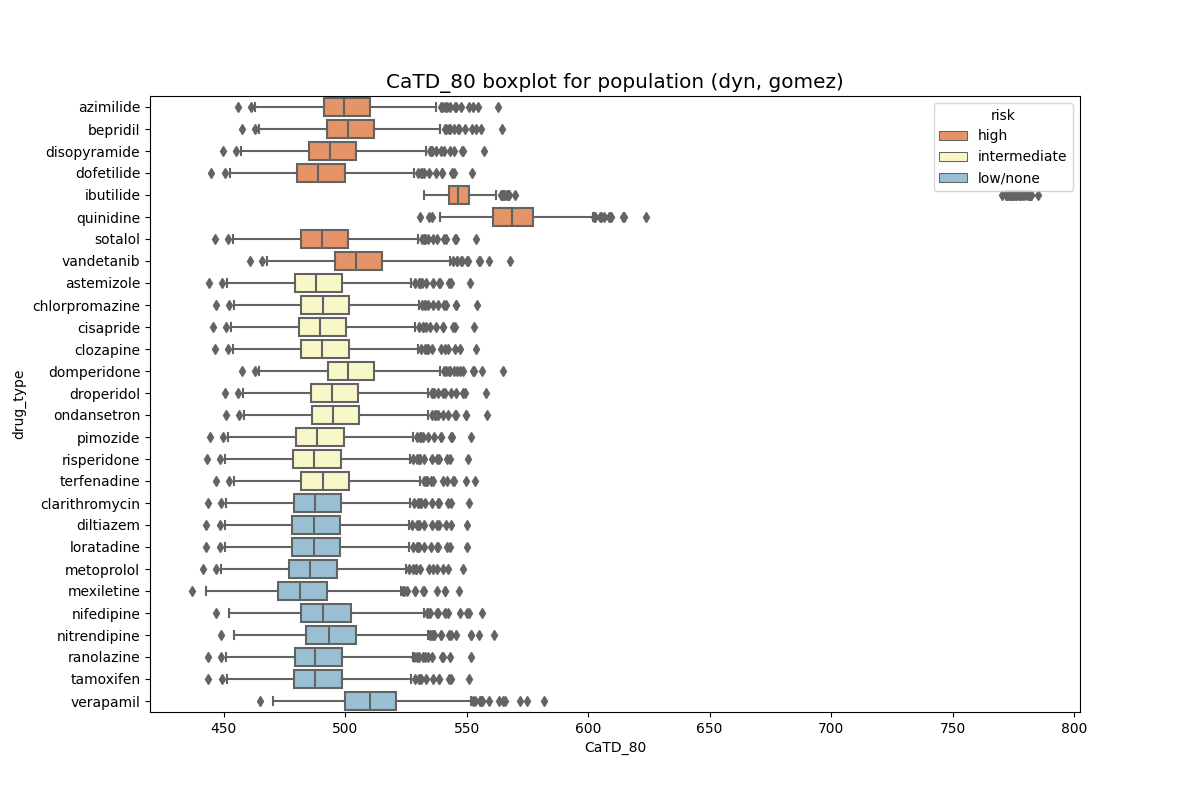 CaTD_80 boxplot for population (dyn, gomez)
risk
high
intermediate
low/none
drug_type
azimilide
bepridil
disopyramide
dofetilide
ibutilide
quinidine
sotalol
vandetanib
astemizole
chlorpromazine
cisapride
clozapine
domperidone
droperidol
ondansetron
pimozide
risperidone
terfenadine
clarithromycin
diltiazem
loratadine
metoprolol
mexiletine
nifedipine
nitrendipine
ranolazine
tamoxifen
verapamil
450 500 550 600 650 700 750 800
CaTD_80